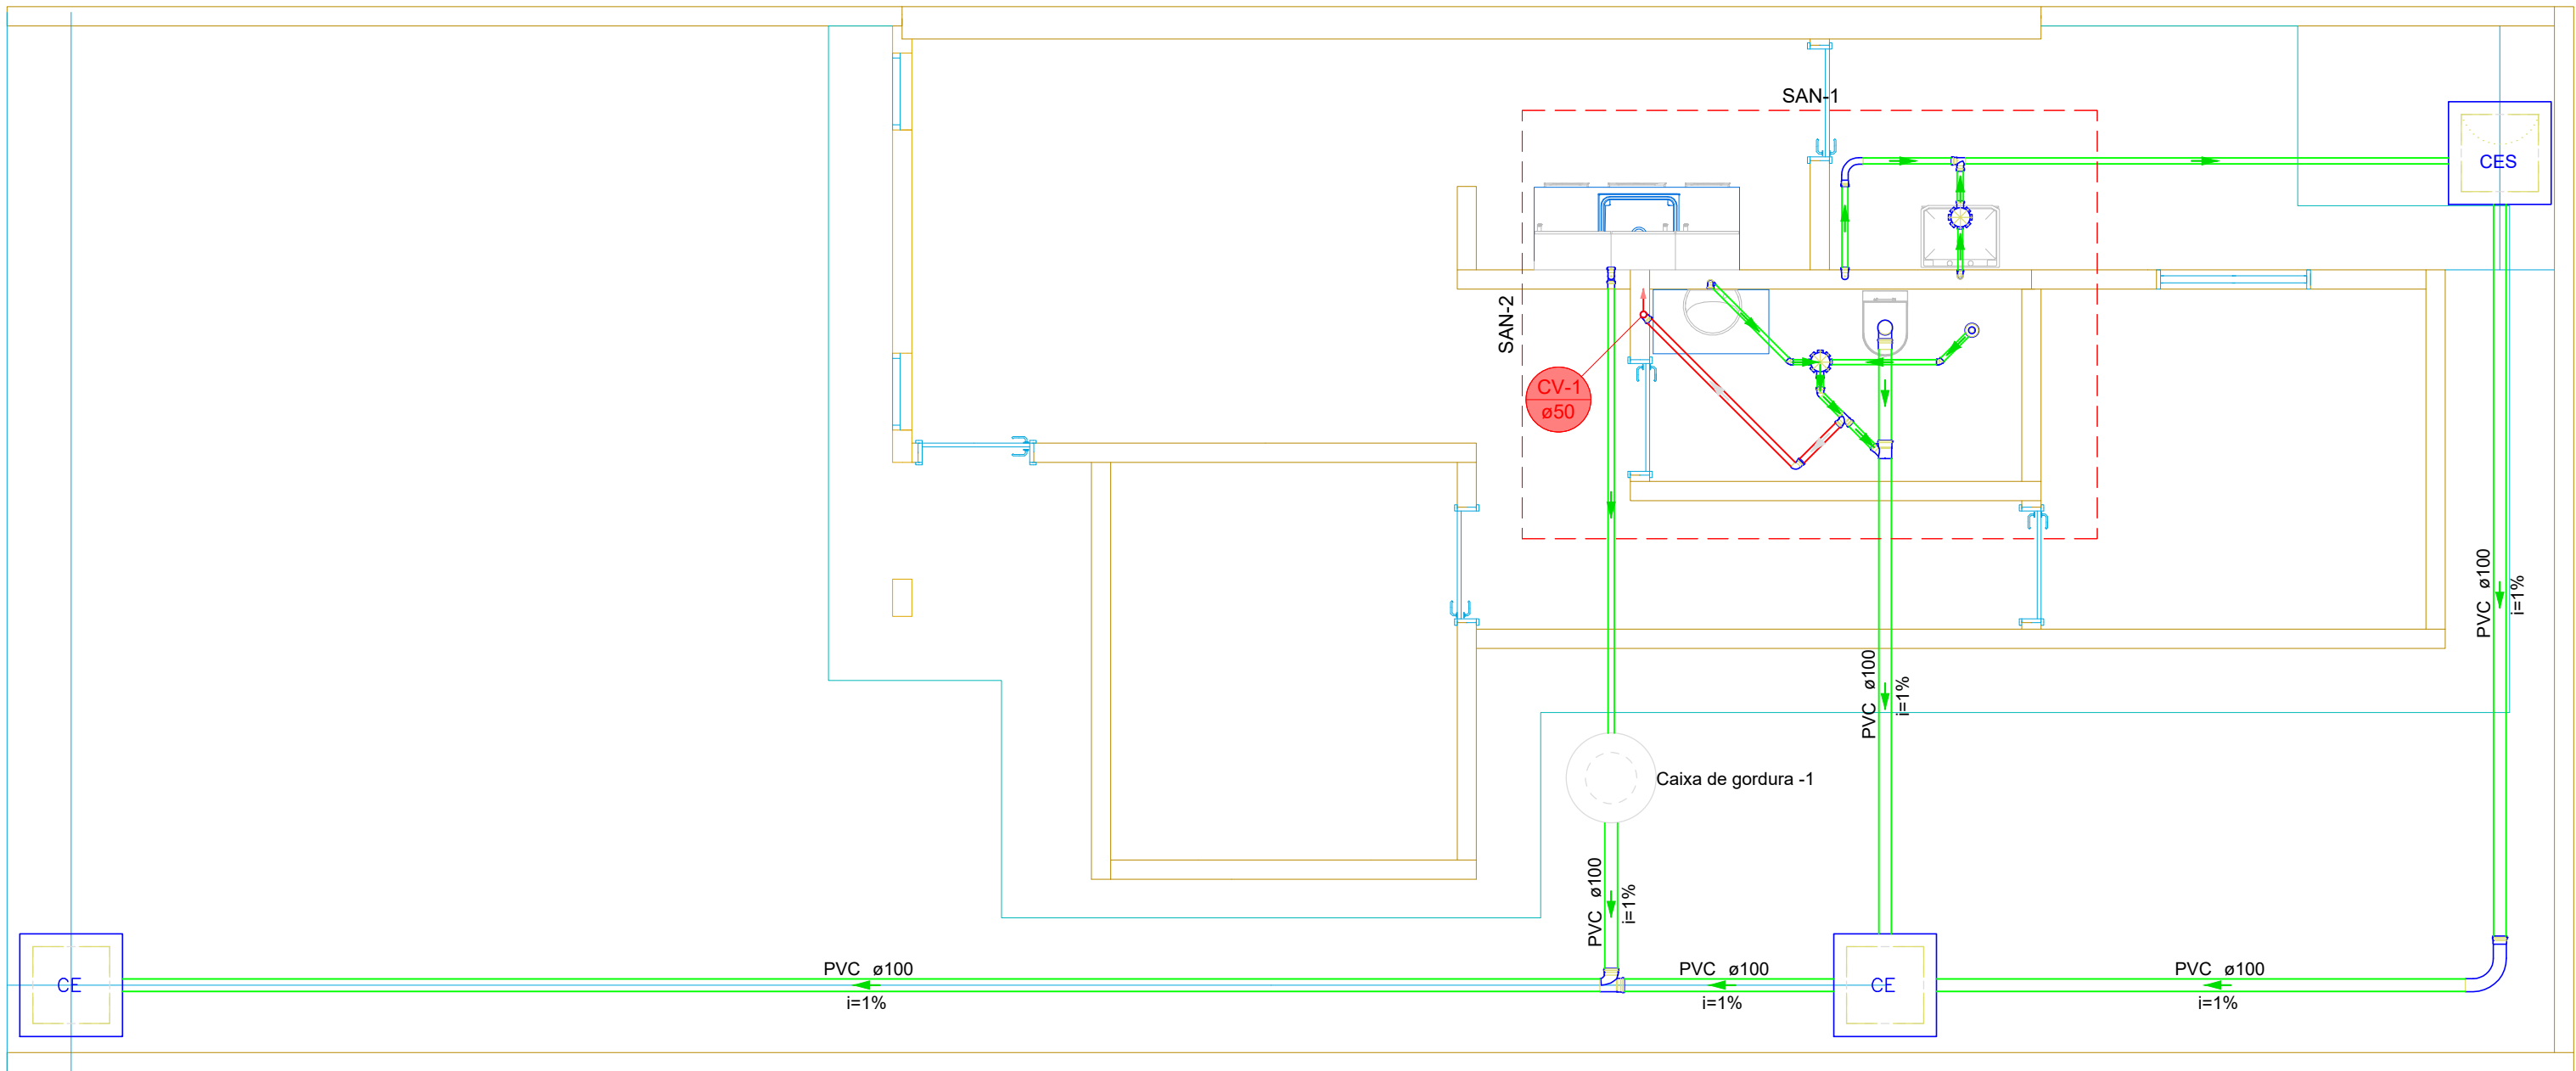 SAN-1
CES
SAN-2
CV-1
ø50
PVC ø100
i=1%
PVC ø100
i=1%
Caixa de gordura -1
PVC ø100
i=1%
PVC ø100
i=1%
PVC ø100
i=1%
PVC ø100
i=1%
CE
CE